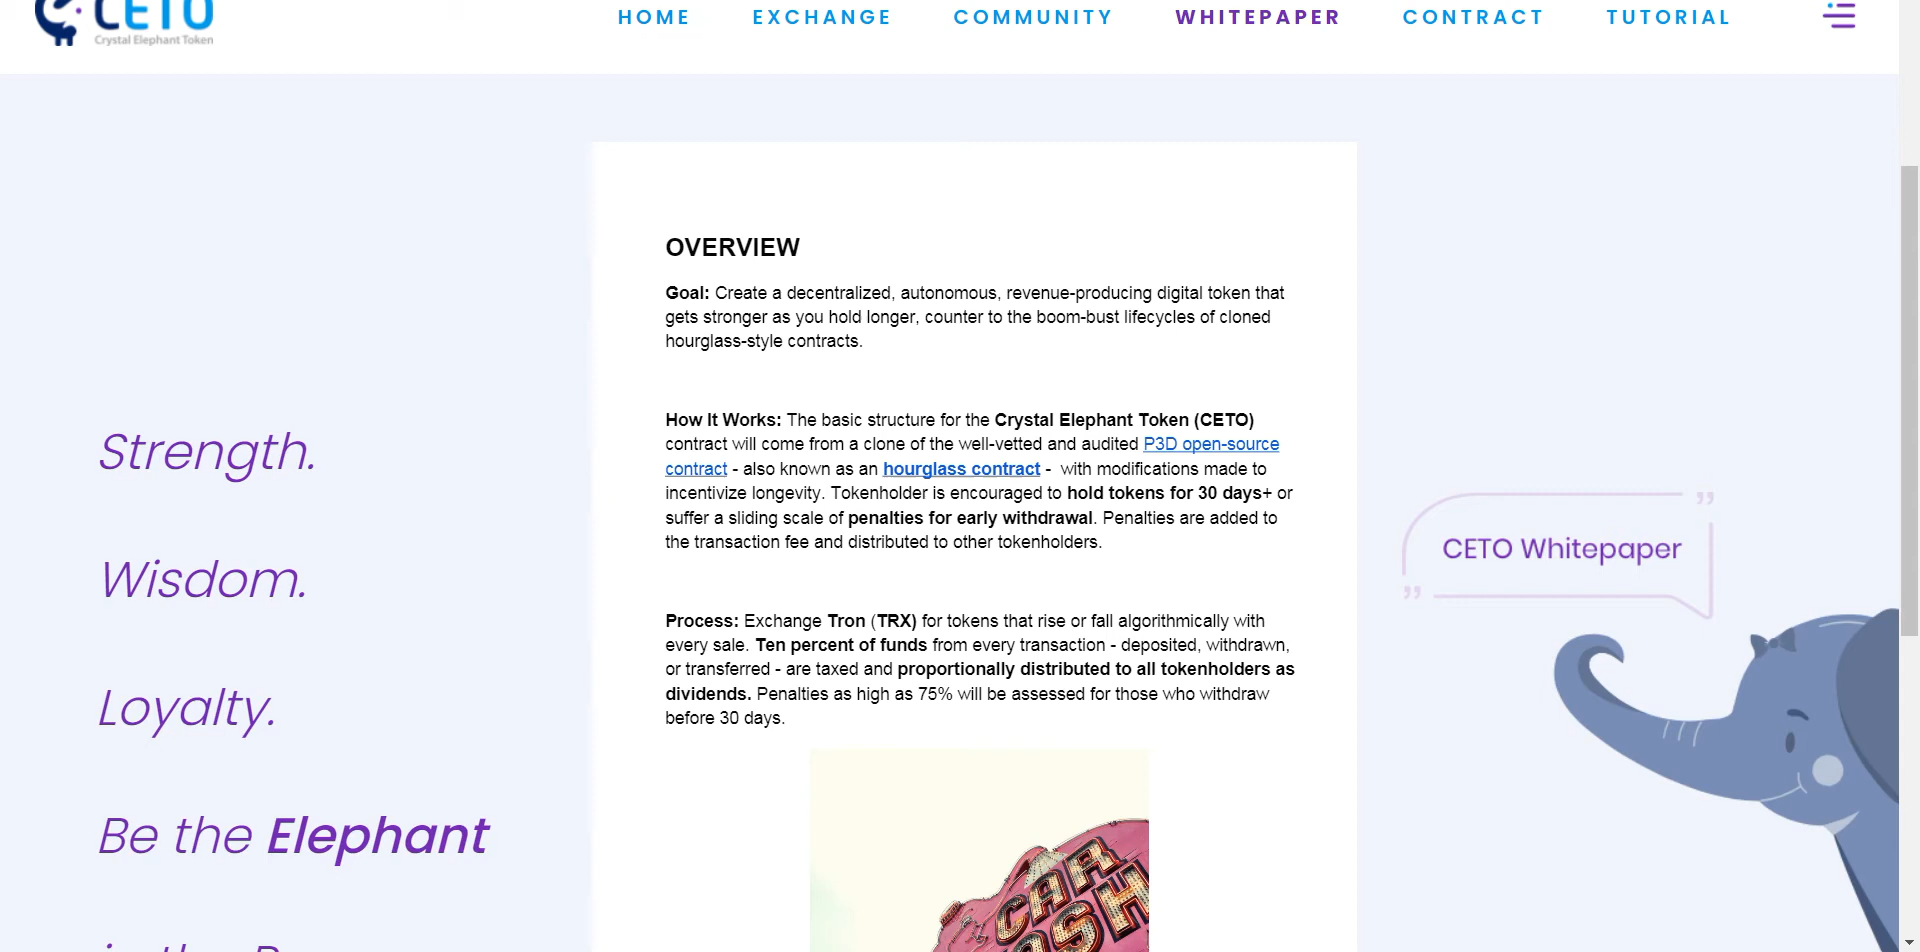 CETO
Crystal Elephant Token
HOME EXCHANGE COMMUNITY WHITEPAPER CONTRACT TUTORIAL
OVERVIEW
Goal: Create a decentralized, autonomous, revenue-producing digital token that
gets stronger as you hold longer, counter to the boom-bust lifecycles of cloned
hourglass-style contracts.
How It Works: The basic structure for the Crystal Elephant Token (CETO)
contract will come from a clone of the well-vetted and audited P3D open-source
contract - also known as an hourglass contract - with modifications made to
incentivize longevity. Tokenholder is encouraged to hold tokens for 30 days+ or
suffer a sliding scale of penalties for early withdrawal. Penalties are added to
the transaction fee and distributed to other tokenholders.
Process: Exchange Tron (TRX) for tokens that rise or fall algorithmically with
every sale. Ten percent of funds from every transaction - deposited, withdrawn,
or transferred - are taxed and proportionally distributed to all tokenholders as
dividends. Penalties as high as 75% will be assessed for those who withdraw
before 30 days.
CAR
Strength.
Wisdom.
Loyalty.
Be the Elephant
CETO Whitepaper